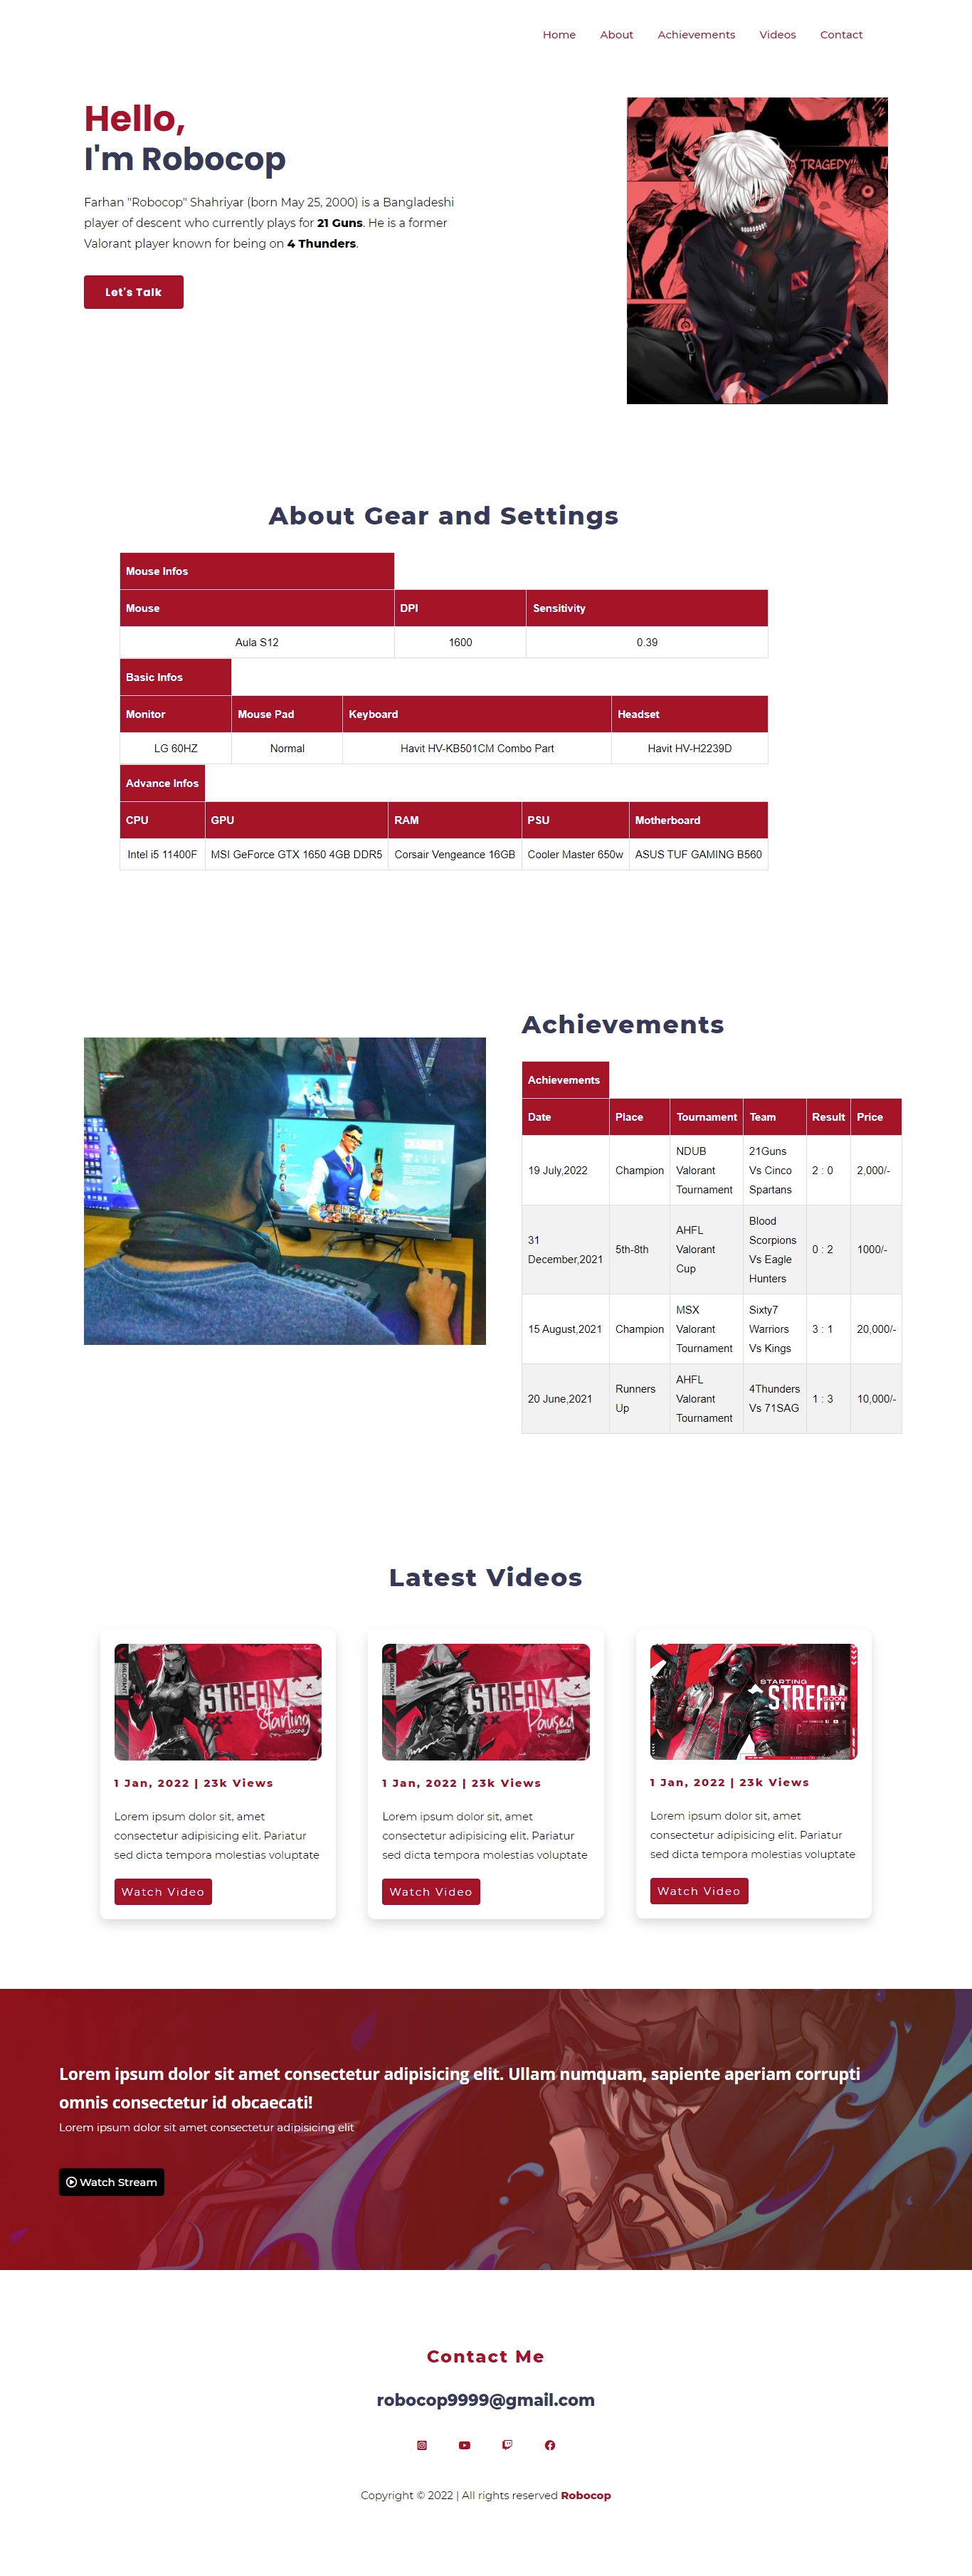 Home About Achievements Videos Contact
Hello,
I'm Robocop
Farhan "Robocop" Shahriyar (born May 25, 2000) is a Bangladeshi
player of descent who currently plays for 21 Guns. He is a former
Valorant player known for being on 4 Thunders.
Let's Talk
A TRAGEDY
About Gear and Settings
Mouse Infos
Mouse DPI Sensitivity
Aula S12 1600 0.39
Basic Infos
Monitor Mouse Pad Keyboard Headset
LG 60HZ Normal Havit HV-KB501CM Combo Part Havit HV-H2239D
Advance Infos
CPU GPU RAM PSU Motherboard
Intel i5 11400F MSI GeForce GTX 1650 4GB DDR5 Corsair Vengeance 16GB Cooler Master 650w ASUS TUF GAMING B560
Achievements
CHAMBER
Achievements
Date Place Tournament Team Result Price
19 July,2022 Champion NDUB Valorant Tournament 21Guns Vs Cinco Spartans 2 : 0 2,000/-
31 December,2021 5th-8th AHFL Valorant Cup Blood Scorpions Vs Eagle Hunters 0 : 2 1000/-
15 August,2021 Champion MSX Valorant Tournament Sixty7 Warriors Vs Kings 3 : 1 20,000/-
20 June,2021 Runners Up AHFL Valorant Tournament 4Thunders Vs 71SAG 1 : 3 10,000/-
Latest Videos
VALORANT
STREAM
Starting
SOON!
VALORANT
STREAM
Paused
STARTING
STREAM
SOON!
1 Jan, 2022 | 23k Views
Lorem ipsum dolor sit, amet
consectetur adipisicing elit. Pariatur
sed dicta tempora molestias voluptate
Watch Video
1 Jan, 2022 | 23k Views
Lorem ipsum dolor sit, amet
consectetur adipisicing elit. Pariatur
sed dicta tempora molestias voluptate
Watch Video
1 Jan, 2022 | 23k Views
Lorem ipsum dolor sit, amet
consectetur adipisicing elit. Pariatur
sed dicta tempora molestias voluptate
Watch Video
Lorem ipsum dolor sit amet consectetur adipisicing elit. Ullam numquam, sapiente aperiam corrupti
omnis consectetur id obcaecati!
Lorem ipsum dolor sit amet consectetur adipisicing elit
Watch Stream
Contact Me
robocop9999@gmail.com
Copyright © 2022 | All rights reserved Robocop